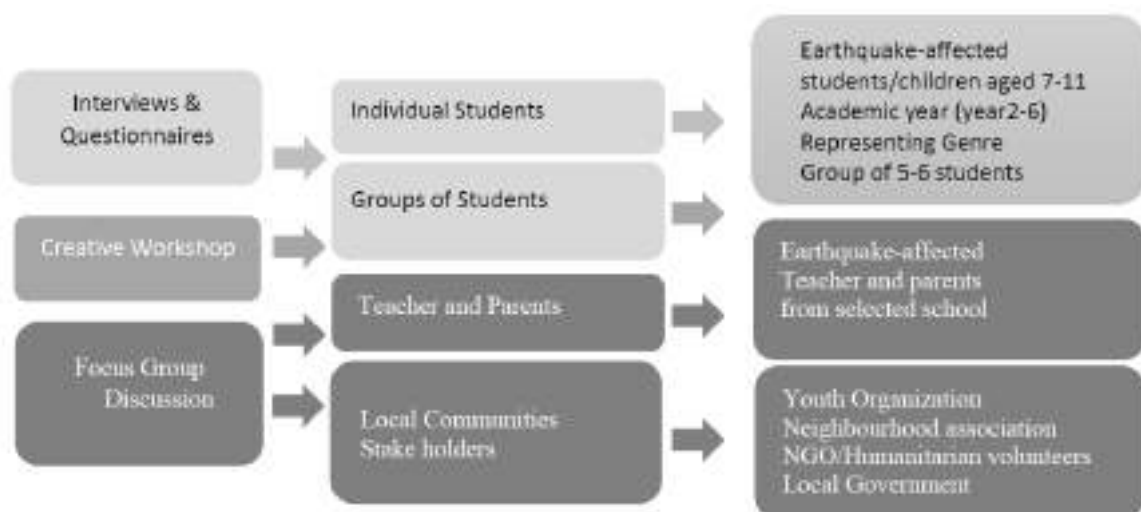 Interviews &
Questionnaires
Creative Workshop
Focus Group
Discussion
Individual Students
Groups of Students
Teacher and Parents
Local Communities
Stake holders
Earthquake-affected
students/children aged 7-11
Academic year (year2-6)
Representing Genre
Group of 5-6 students
Earthquake-affected
Teacher and parents
from selected school
Youth Organization
Neighbourhood association
NGO/Humanitarian volunteers
Local Government